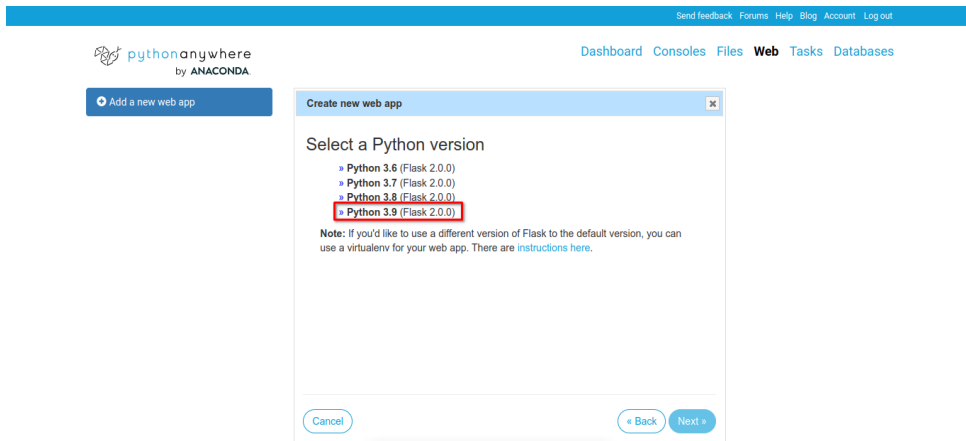 Send feedback Forums Help Blog Account Log out
pythonanywhere
by ANACONDA.
Dashboard Consoles Files Web Tasks Databases
Add a new web app
Create new web app
Select a Python version
» Python 3.6 (Flask 2.0.0)
» Python 3.7 (Flask 2.0.0)
» Python 3.8 (Flask 2.0.0)
» Python 3.9 (Flask 2.0.0)
Note: If you'd like to use a different version of Flask to the default version, you can
use a virtualenv for your web app. There are instructions here.
Cancel
« Back
Next »